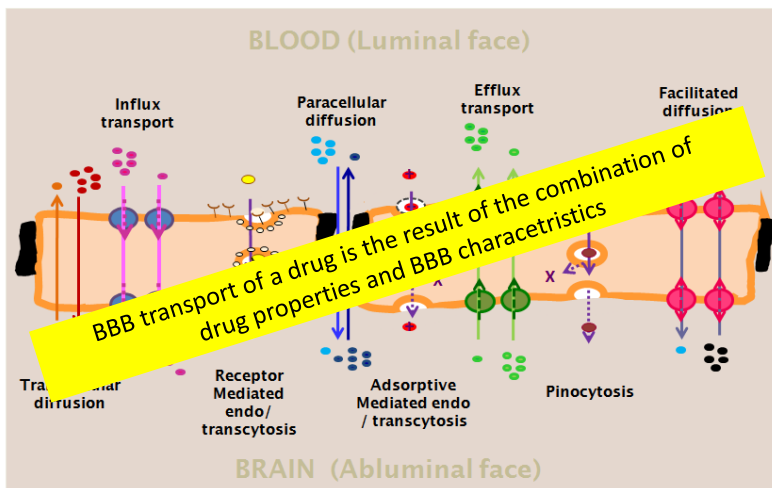 BLOOD (Luminal face)
Influx
transport
Paracellular
diffusion
Efflux
transport
Facilitated
diffusion
BBB transport of a drug is the result of the combination of
drug properties and BBB characetristics
x
x
diffusion
Receptor
Mediated
endo/
transcytosis
Adsorptive
Mediated endo
/ transcytosis
Pinocytosis
BRAIN (Abluminal face)